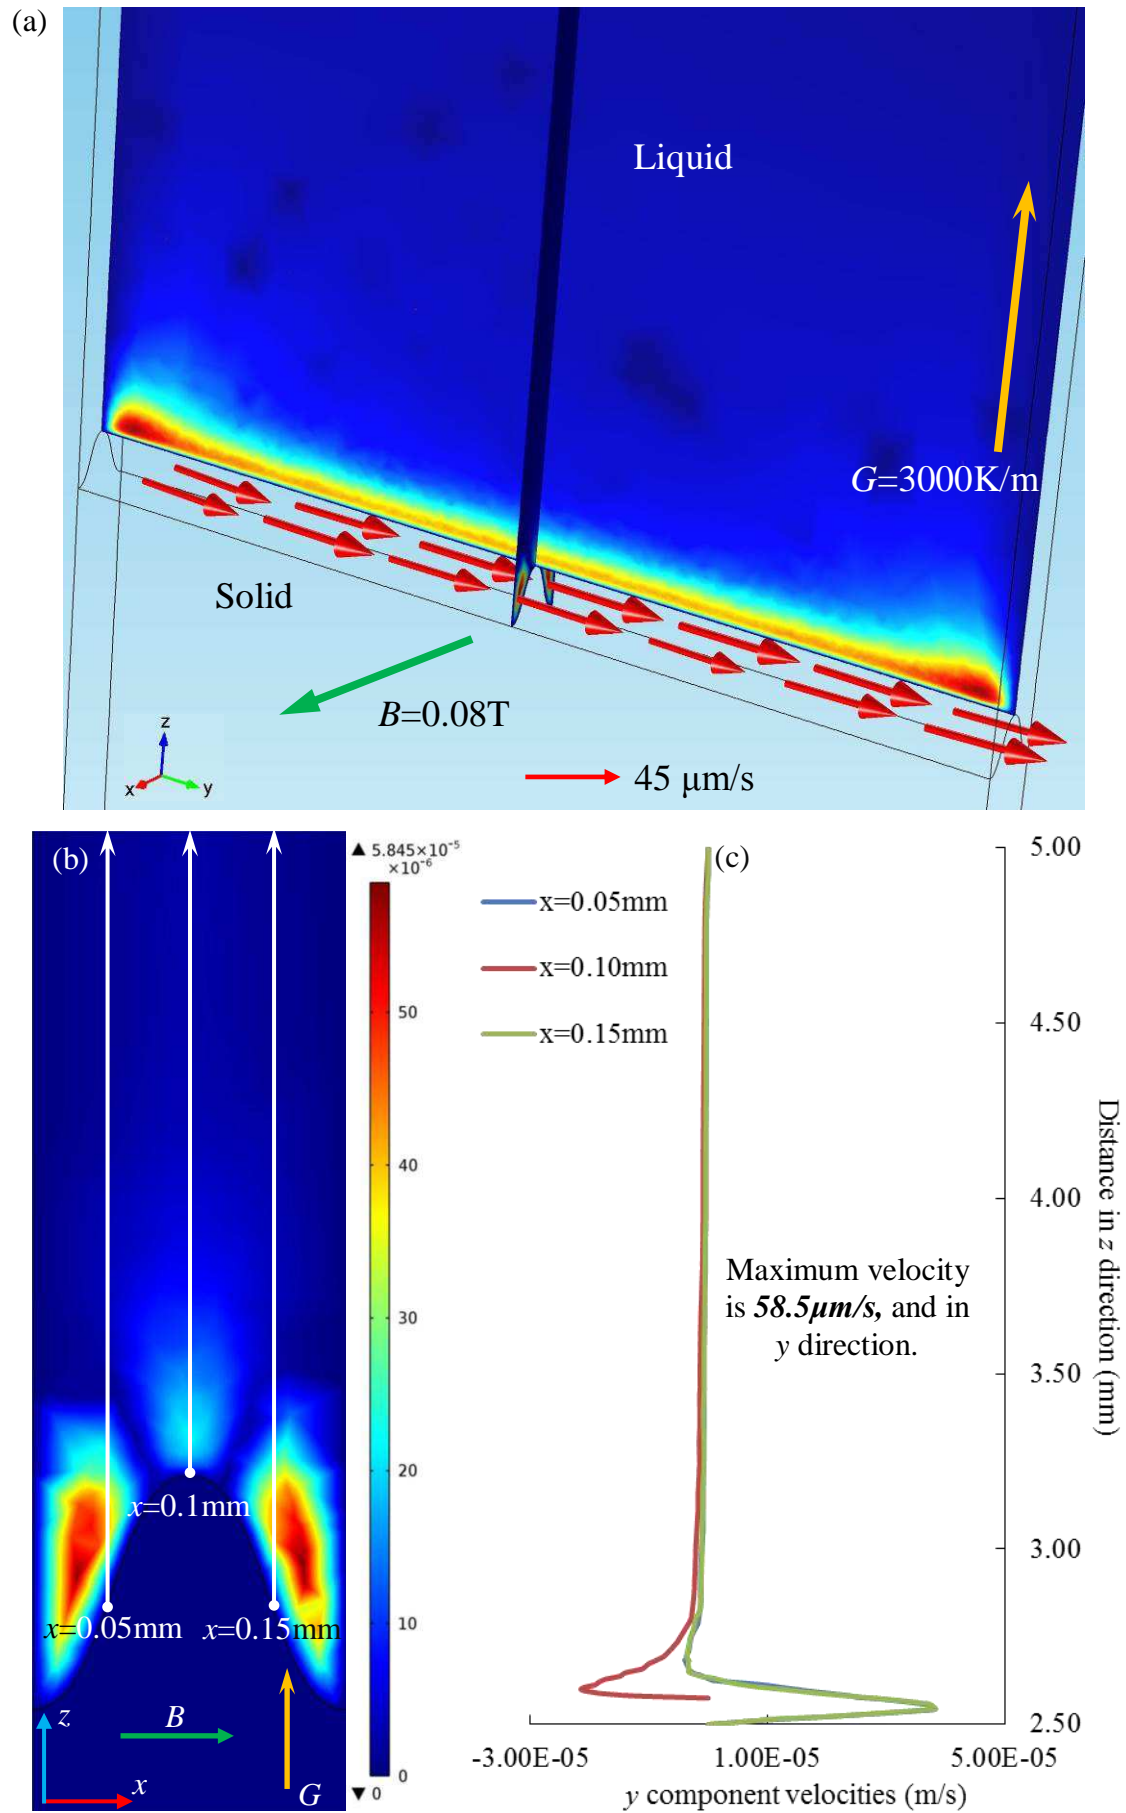 (a)
Liquid
G=3000K/m
Solid
B=0.08T
z
x
y
45 μm/s
(b)
▲ 5.845×10⁻⁵
×10⁻⁶
50
40
30
20
10
0
▼ 0
x=0.1mm
x=0.05mm
x=0.15mm
z
B
x
G
(c)
x=0.05mm
x=0.10mm
x=0.15mm
Maximum velocity
is 58.5μm/s, and in
y direction.
5.00
4.50
4.00
3.50
3.00
2.50
Distance in z direction (mm)
-3.00E-05
1.00E-05
5.00E-05
y component velocities (m/s)